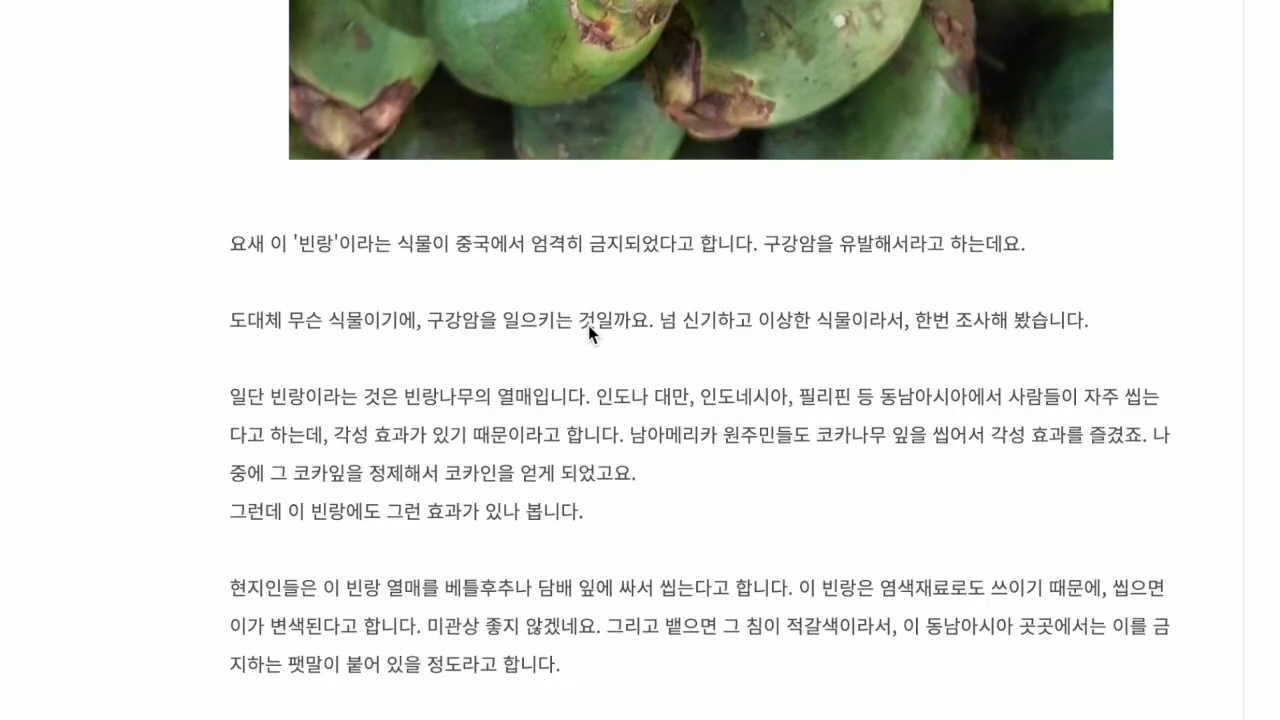 요새 이 '빈랑'이라는 식물이 중국에서 엄격히 금지되었다고 합니다. 구강암을 유발해서라고 하는데요.
도대체 무슨 식물이기에, 구강암을 일으키는 것일까요. 넘 신기하고 이상한 식물이라서, 한번 조사해 봤습니다.
일단 빈랑이라는 것은 빈랑나무의 열매입니다. 인도나 대만, 인도네시아, 필리핀 등 동남아시아에서 사람들이 자주 씹는
다고 하는데, 각성 효과가 있기 때문이라고 합니다. 남아메리카 원주민들도 코카나무 잎을 씹어서 각성 효과를 즐겼죠. 나
중에 그 코카잎을 정제해서 코카인을 얻게 되었고요.
그런데 이 빈랑에도 그런 효과가 있나 봅니다.
현지인들은 이 빈랑 열매를 베틀후추나 담배 잎에 싸서 씹는다고 합니다. 이 빈랑은 염색재료로도 쓰이기 때문에, 씹으면
이가 변색된다고 합니다. 미관상 좋지 않겠네요. 그리고 뱉으면 그 침이 적갈색이라서, 이 동남아시아 곳곳에서는 이를 금
지하는 팻말이 붙어 있을 정도라고 합니다.